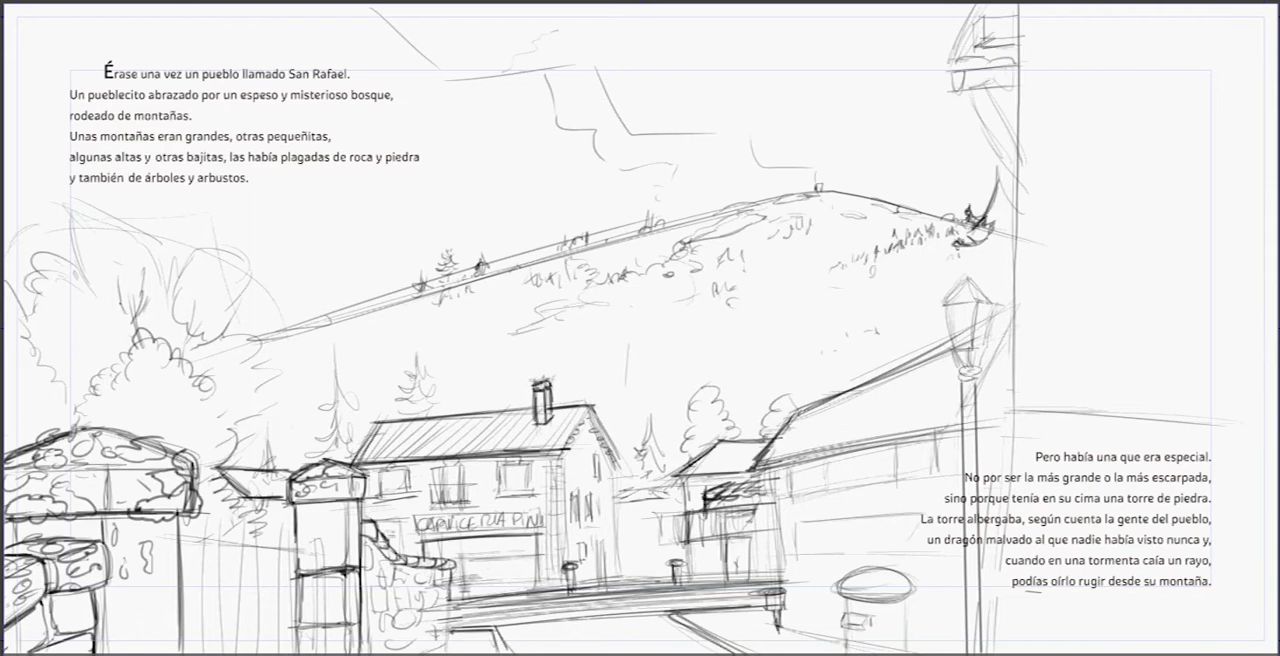 Érase una vez un pueblo llamado San Rafael.
Un pueblecito abrazado por un espeso y misterioso bosque,
rodeado de montañas.
Unas montañas eran grandes, otras pequeñitas,
algunas altas y otras bajitas, las había plagadas de roca y piedra
y también de árboles y arbustos.
CARNICERIA PINI
Pero había una que era especial.
No por ser la más grande o la más escarpada,
sino porque tenía en su cima una torre de piedra.
La torre albergaba, según cuenta la gente del pueblo,
un dragón malvado al que nadie había visto nunca y,
cuando en una tormenta caía un rayo,
podías oírlo rugir desde su montaña.